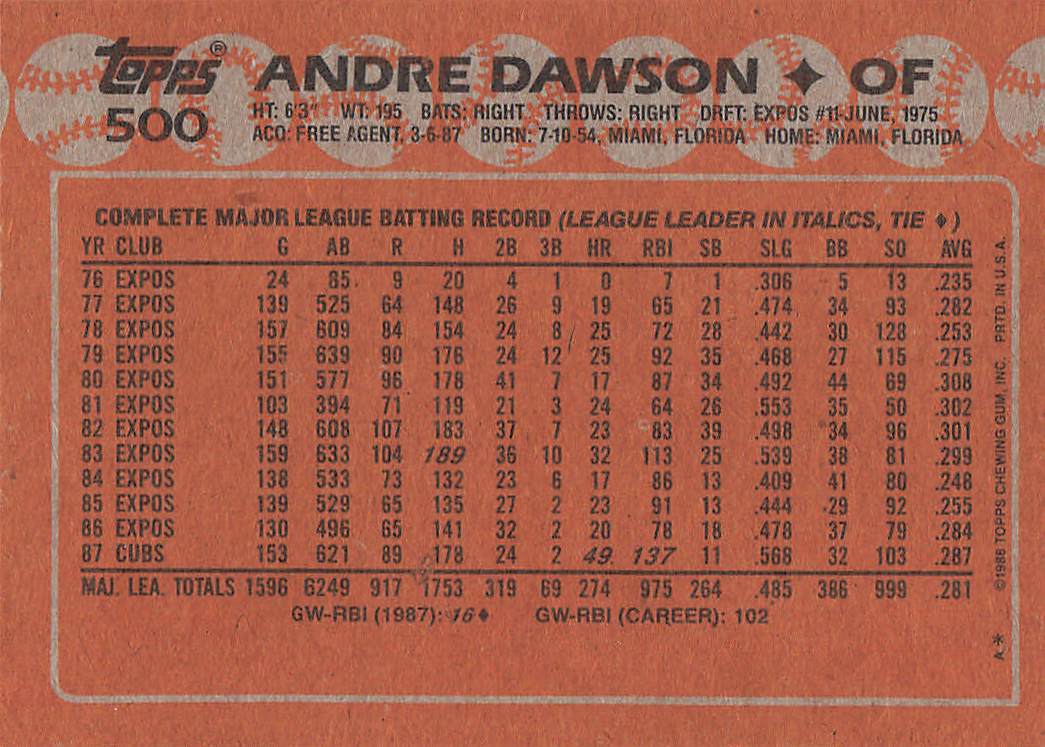 topps® ANDRE DAWSON ✦ OF
500
HT: 6'3" WT: 195 BATS: RIGHT THROWS: RIGHT DRFT: EXPOS #11-JUNE, 1975
ACQ: FREE AGENT, 3-6-87 BORN: 7-10-54, MIAMI, FLORIDA HOME: MIAMI, FLORIDA
COMPLETE MAJOR LEAGUE BATTING RECORD (LEAGUE LEADER IN ITALICS, TIE ♦)
YR CLUB G AB R H 2B 3B HR RBI SB SLG BB SO AVG
76 EXPOS 24 85 9 20 4 1 0 7 1 .306 5 13 .235
77 EXPOS 139 525 64 148 26 9 19 65 21 .474 34 93 .282
78 EXPOS 157 609 84 154 24 8 25 72 28 .442 30 128 .253
79 EXPOS 155 639 90 176 24 12 25 92 35 .468 27 115 .275
80 EXPOS 151 577 96 178 41 7 17 87 34 .492 44 69 .308
81 EXPOS 103 394 71 119 21 3 24 64 26 .553 35 50 .302
82 EXPOS 148 608 107 183 37 7 23 83 39 .498 34 96 .301
83 EXPOS 159 633 104 189 36 10 32 113 25 .539 38 81 .299
84 EXPOS 138 533 73 132 23 6 17 86 13 .409 41 80 .248
85 EXPOS 139 529 65 135 27 2 23 91 13 .444 29 92 .255
86 EXPOS 130 496 65 141 32 2 20 78 18 .478 37 79 .284
87 CUBS 153 621 89 178 24 2 49 137 11 .568 32 103 .287
MAJ. LEA. TOTALS 1596 6249 917 1753 319 69 274 975 264 .485 386 999 .281
GW-RBI (1987): 16♦ GW-RBI (CAREER): 102
©1988 TOPPS CHEWING GUM, INC. PRTD. IN U.S.A.
A *